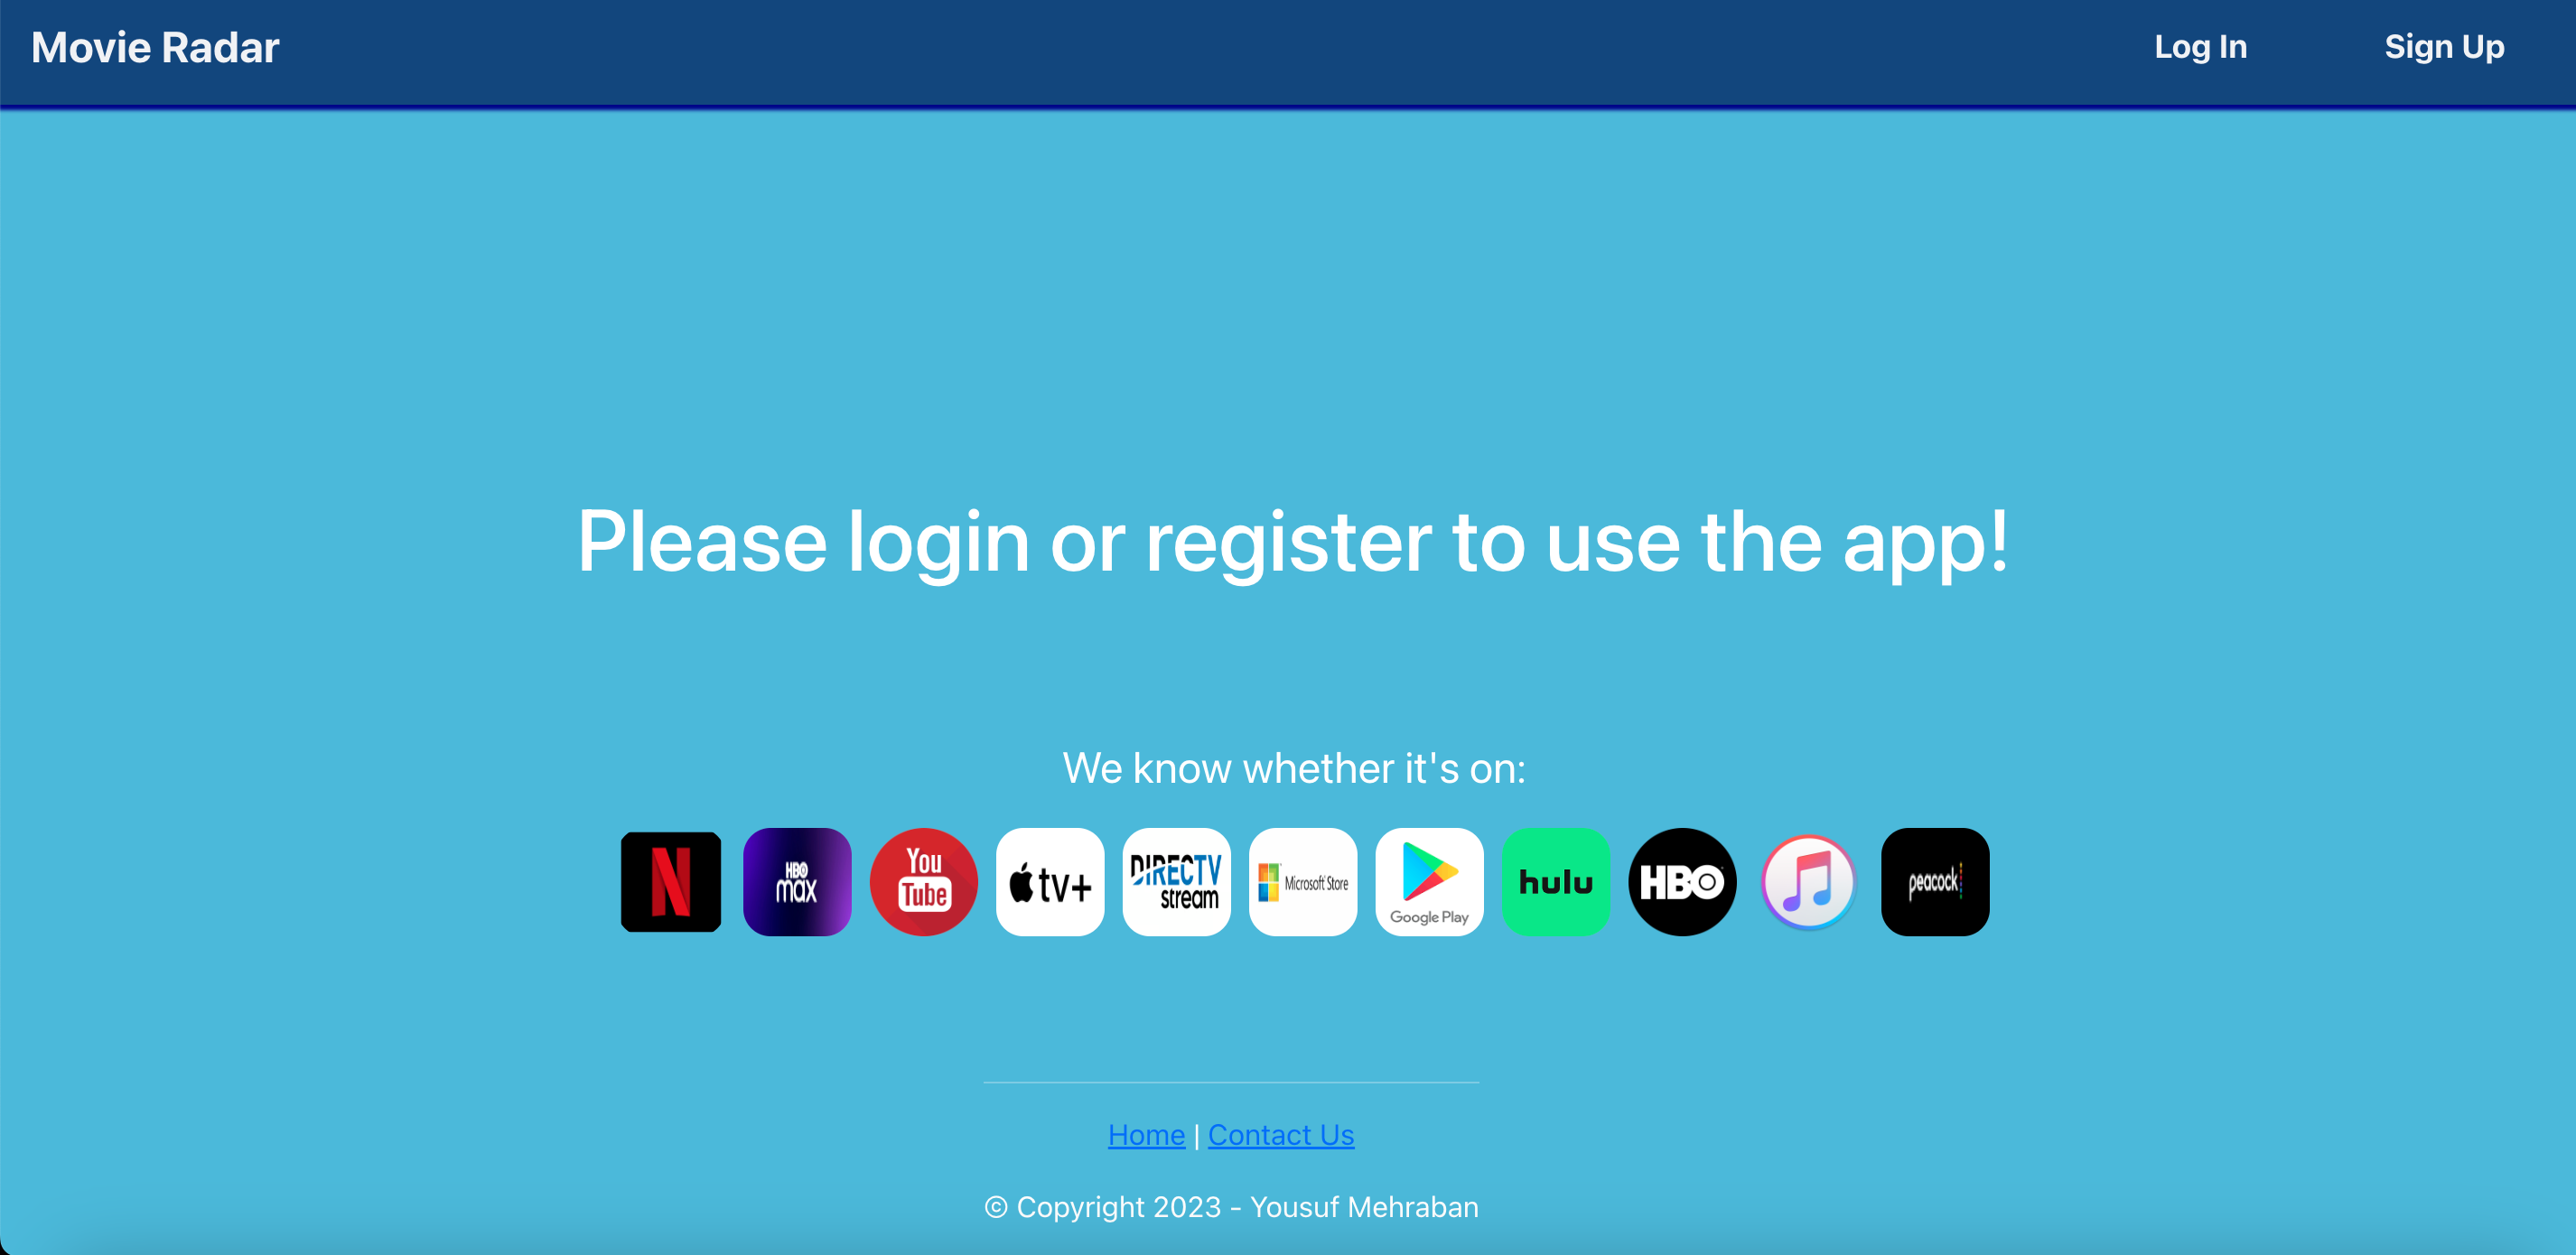 Movie Radar Log In Sign Up
Please login or register to use the app!
We know whether it's on:
N HBO max You Tube tv+ DIRECTV stream Microsoft Store Google Play hulu HBO peacock
Home | Contact Us
© Copyright 2023 - Yousuf Mehraban